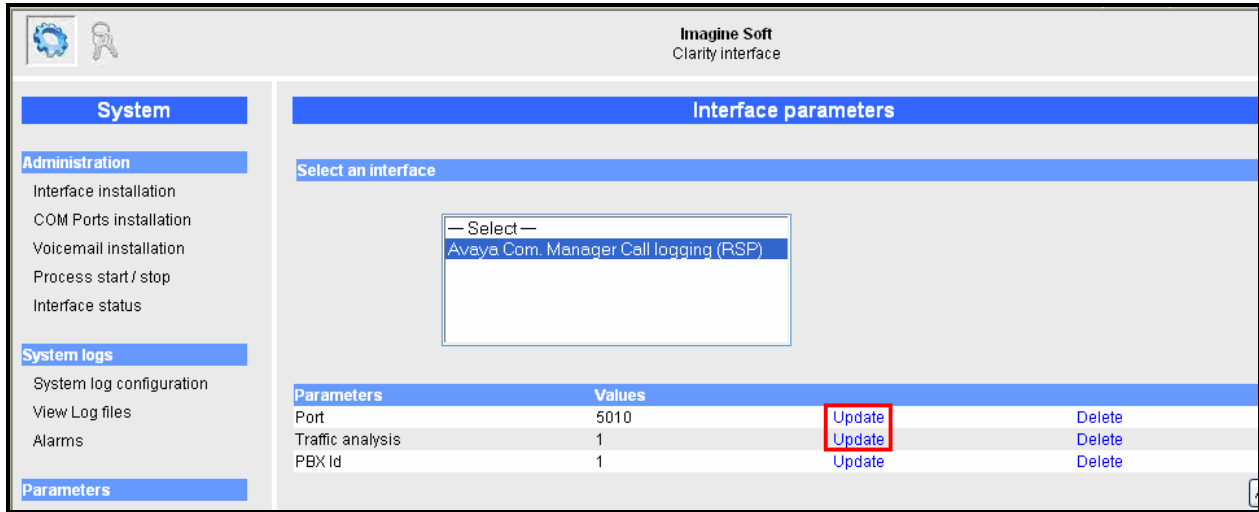 Imagine Soft
Clarity interface
System
Administration
Interface installation
COM Ports installation
Voicemail installation
Process start / stop
Interface status
System logs
System log configuration
View Log files
Alarms
Parameters
Interface parameters
Select an interface
— Select —
Avaya Com. Manager Call logging (RSP)
Parameters Values
Port 5010 Update Delete
Traffic analysis 1 Update Delete
PBX Id 1 Update Delete